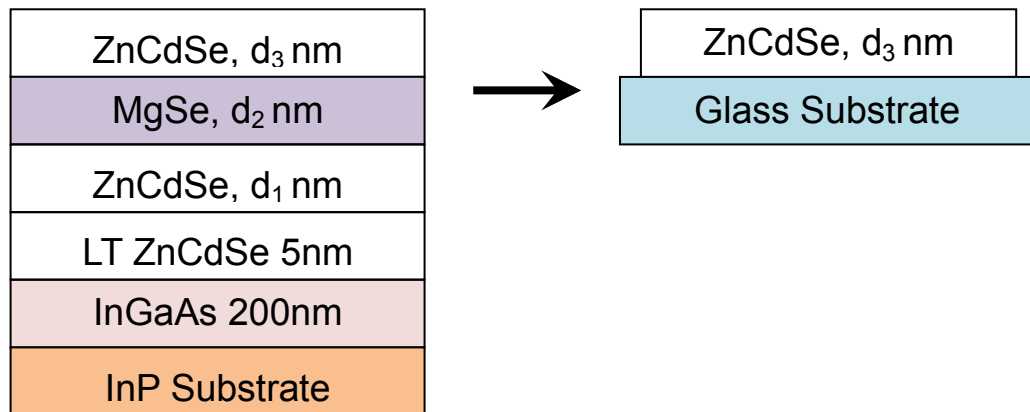 ZnCdSe, d₃ nm
MgSe, d₂ nm
ZnCdSe, d₁ nm
LT ZnCdSe 5nm
InGaAs 200nm
InP Substrate
ZnCdSe, d₃ nm
Glass Substrate